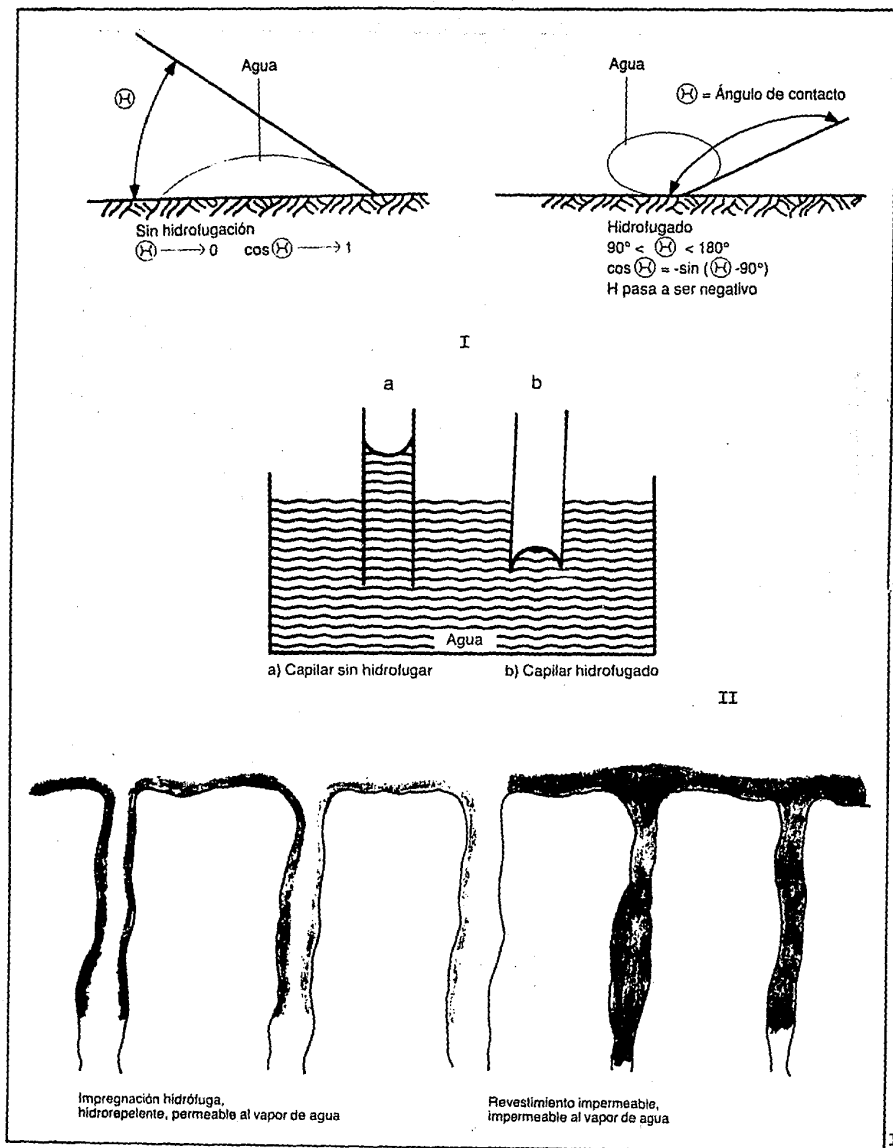 Agua
Ⓗ
Sin hidrofugación
Ⓗ → 0 cos Ⓗ → 1
Agua
Ⓗ = Ángulo de contacto
Hidrofugado
90° < Ⓗ < 180°
cos Ⓗ = -sin (Ⓗ -90°)
H pasa a ser negativo
I
a
b
Agua
a) Capilar sin hidrofugar
b) Capilar hidrofugado
II
Impregnación hidrófuga,
hidrorepelente, permeable al vapor de agua
Revestimiento impermeable,
impermeable al vapor de agua